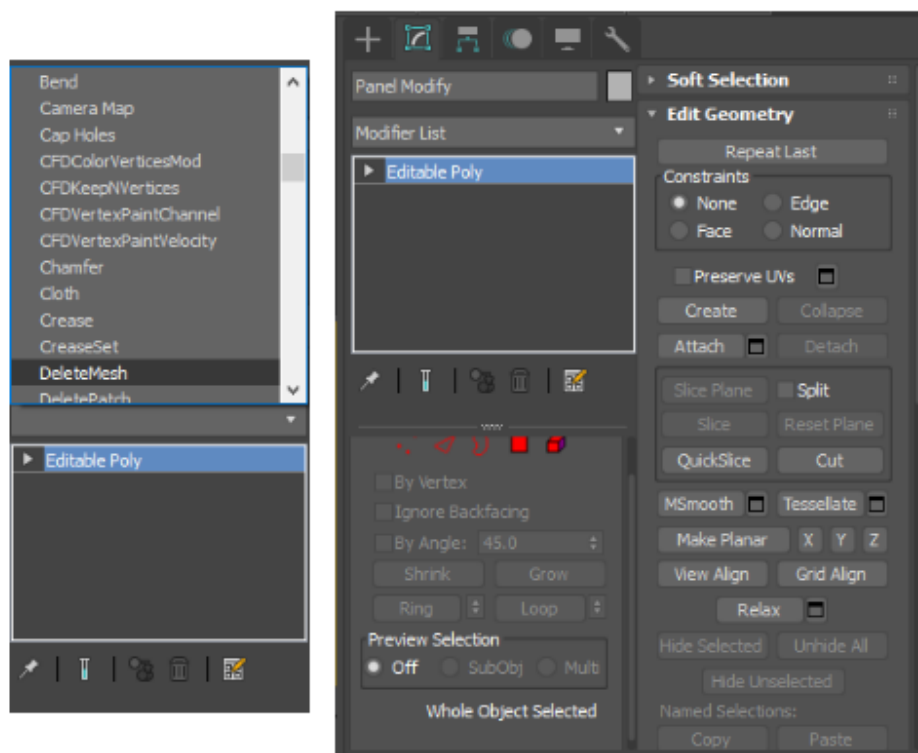 Bend
Camera Map
Cap Holes
CFDColorVerticesMod
CFDKeepNVertices
CFDVertexPaintChannel
CFDVertexPaintVelocity
Chamfer
Cloth
Crease
CreaseSet
DeleteMesh
DeletePatch
Editable Poly
Panel Modify
Modifier List
Editable Poly
By Vertex
Ignore Backfacing
By Angle: 45.0
Shrink Grow
Ring Loop
Preview Selection
Off SubObj Multi
Whole Object Selected
Soft Selection
Edit Geometry
Repeat Last
Constraints
None Edge
Face Normal
Preserve UVs
Create Collapse
Attach Detach
Slice Plane Split
Slice Reset Plane
QuickSlice Cut
MSmooth Tessellate
Make Planar X Y Z
View Align Grid Align
Relax
Hide Selected Unhide All
Hide Unselected
Named Selections:
Copy Paste